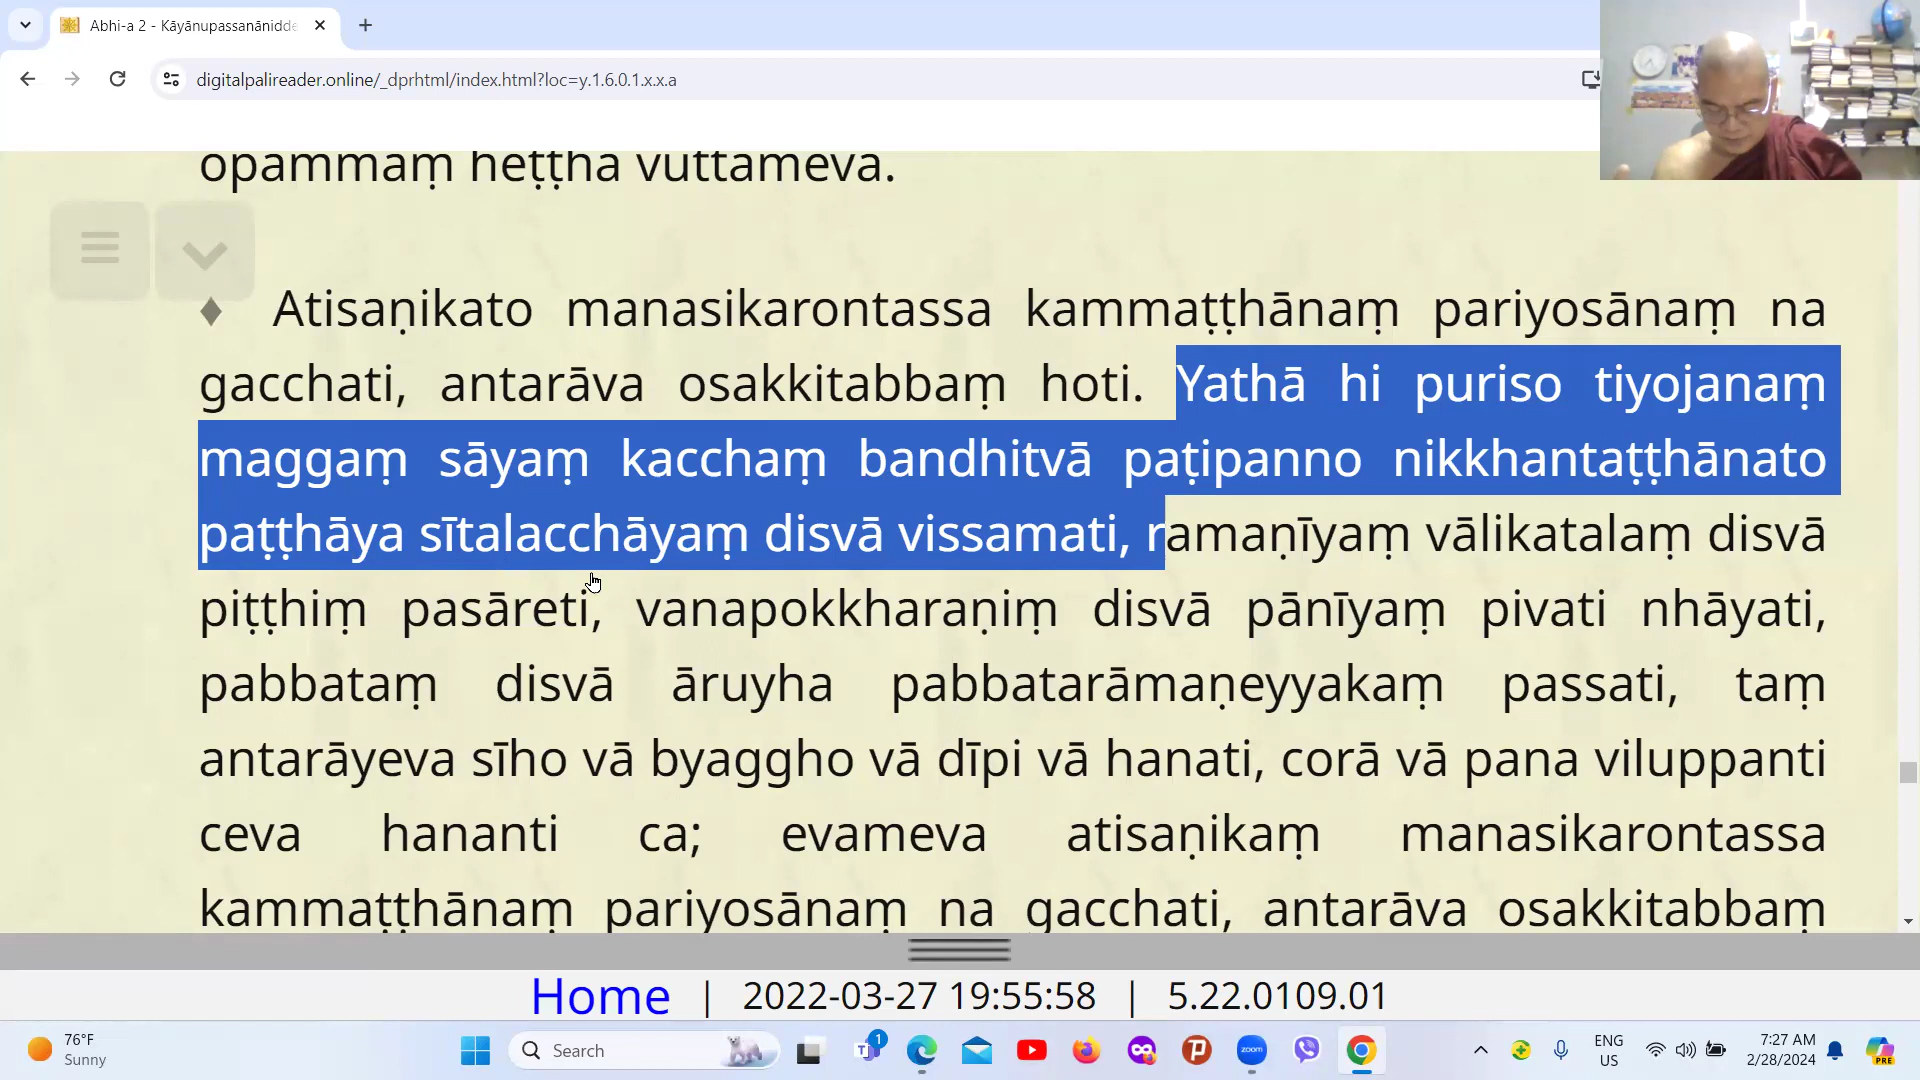 Abhi-a 2 - Kāyānupassanānidde
digitalpalireader.online/_dprhtml/index.html?loc=y.1.6.0.1.x.x.a
opammaṃ heṭṭhā vuttameva.
♦ Atisaṇikato manasikarontassa kammaṭṭhānaṃ pariyosānaṃ na
gacchati, antarāva osakkitabbaṃ hoti. Yathā hi puriso tiyojanaṃ
maggaṃ sāyaṃ kacchaṃ bandhitvā paṭipanno nikkhantaṭṭhānato
paṭṭhāya sītalacchāyaṃ disvā vissamati, ramaṇīyaṃ vālikatalaṃ disvā
piṭṭhiṃ pasāreti, vanapokkharaṇiṃ disvā pānīyaṃ pivati nhāyati,
pabbataṃ disvā āruyha pabbatarāmaṇeyyakaṃ passati, taṃ
antarāyeva sīho vā byaggho vā dīpi vā hanati, corā vā pana viluppanti
ceva hananti ca; evameva atisaṇikaṃ manasikarontassa
kammaṭṭhānaṃ pariyosānaṃ na gacchati, antarāva osakkitabbaṃ
Home | 2022-03-27 19:55:58 | 5.22.0109.01
76°F
Sunny
Search
1
zoom
ENG
US
7:27 AM
2/28/2024
PRE